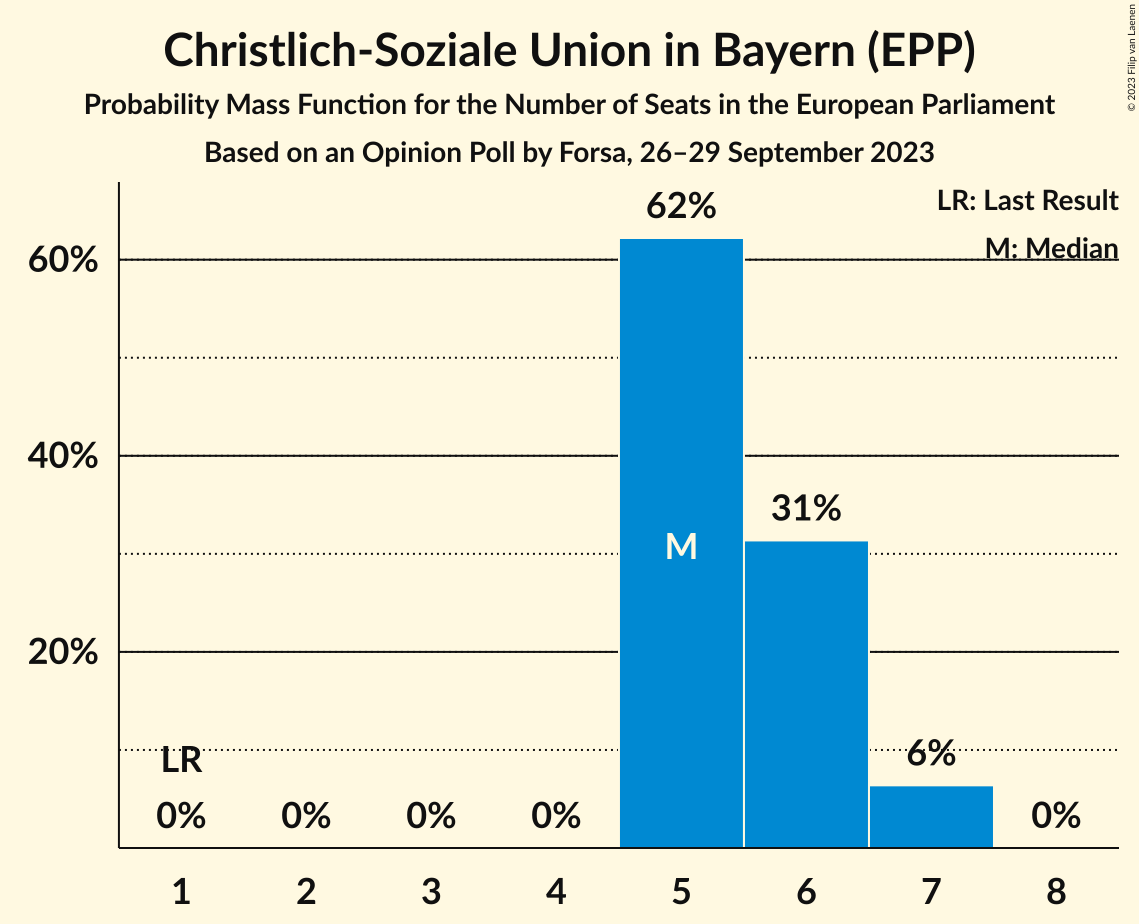 Christlich-Soziale Union in Bayern (EPP)
Probability Mass Function for the Number of Seats in the European Parliament
Based on an Opinion Poll by Forsa, 26–29 September 2023
© 2023 Filip van Laenen
LR: Last Result
M: Median
62%
60%
40%
31%
M
20%
LR
6%
0% 0% 0% 0% 0%
1 2 3 4 5 6 7 8